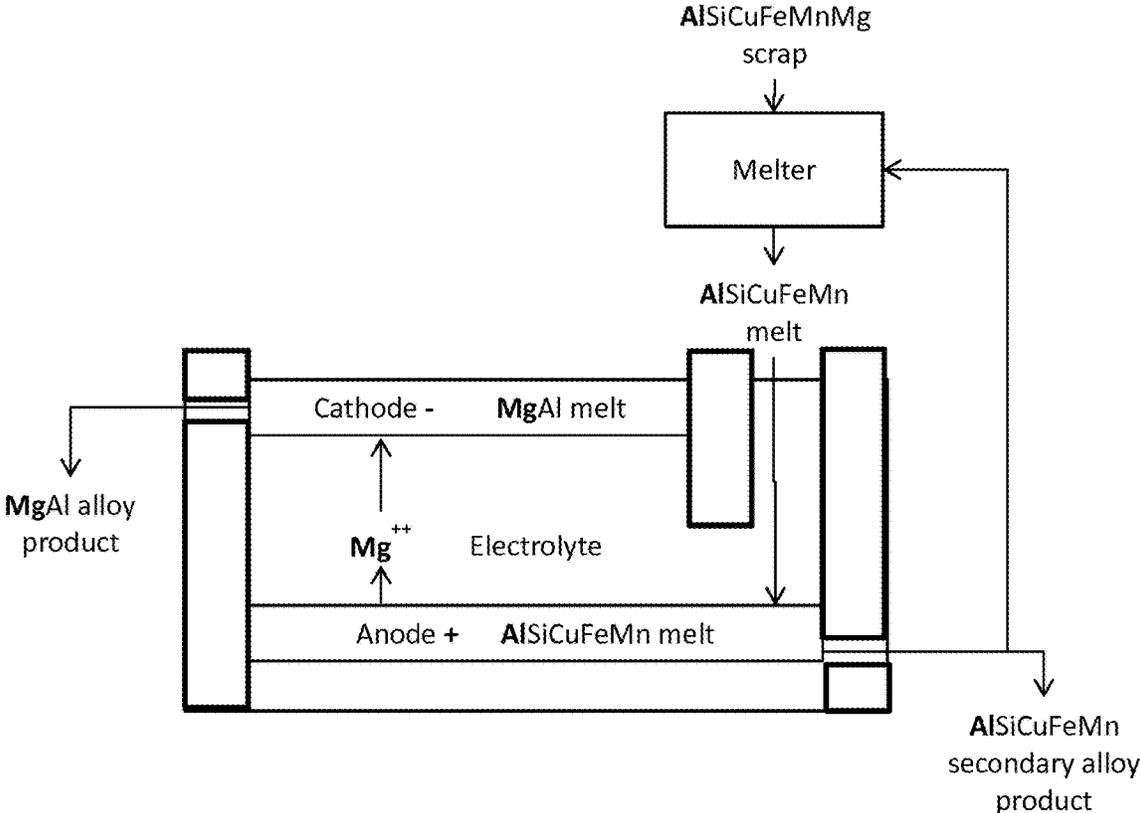 AlSiCuFeMnMg
scrap
Melter
AlSiCuFeMn
melt
Cathode - MgAl melt
MgAl alloy
product
Mg++ Electrolyte
Anode + AlSiCuFeMn melt
AlSiCuFeMn
secondary alloy
product